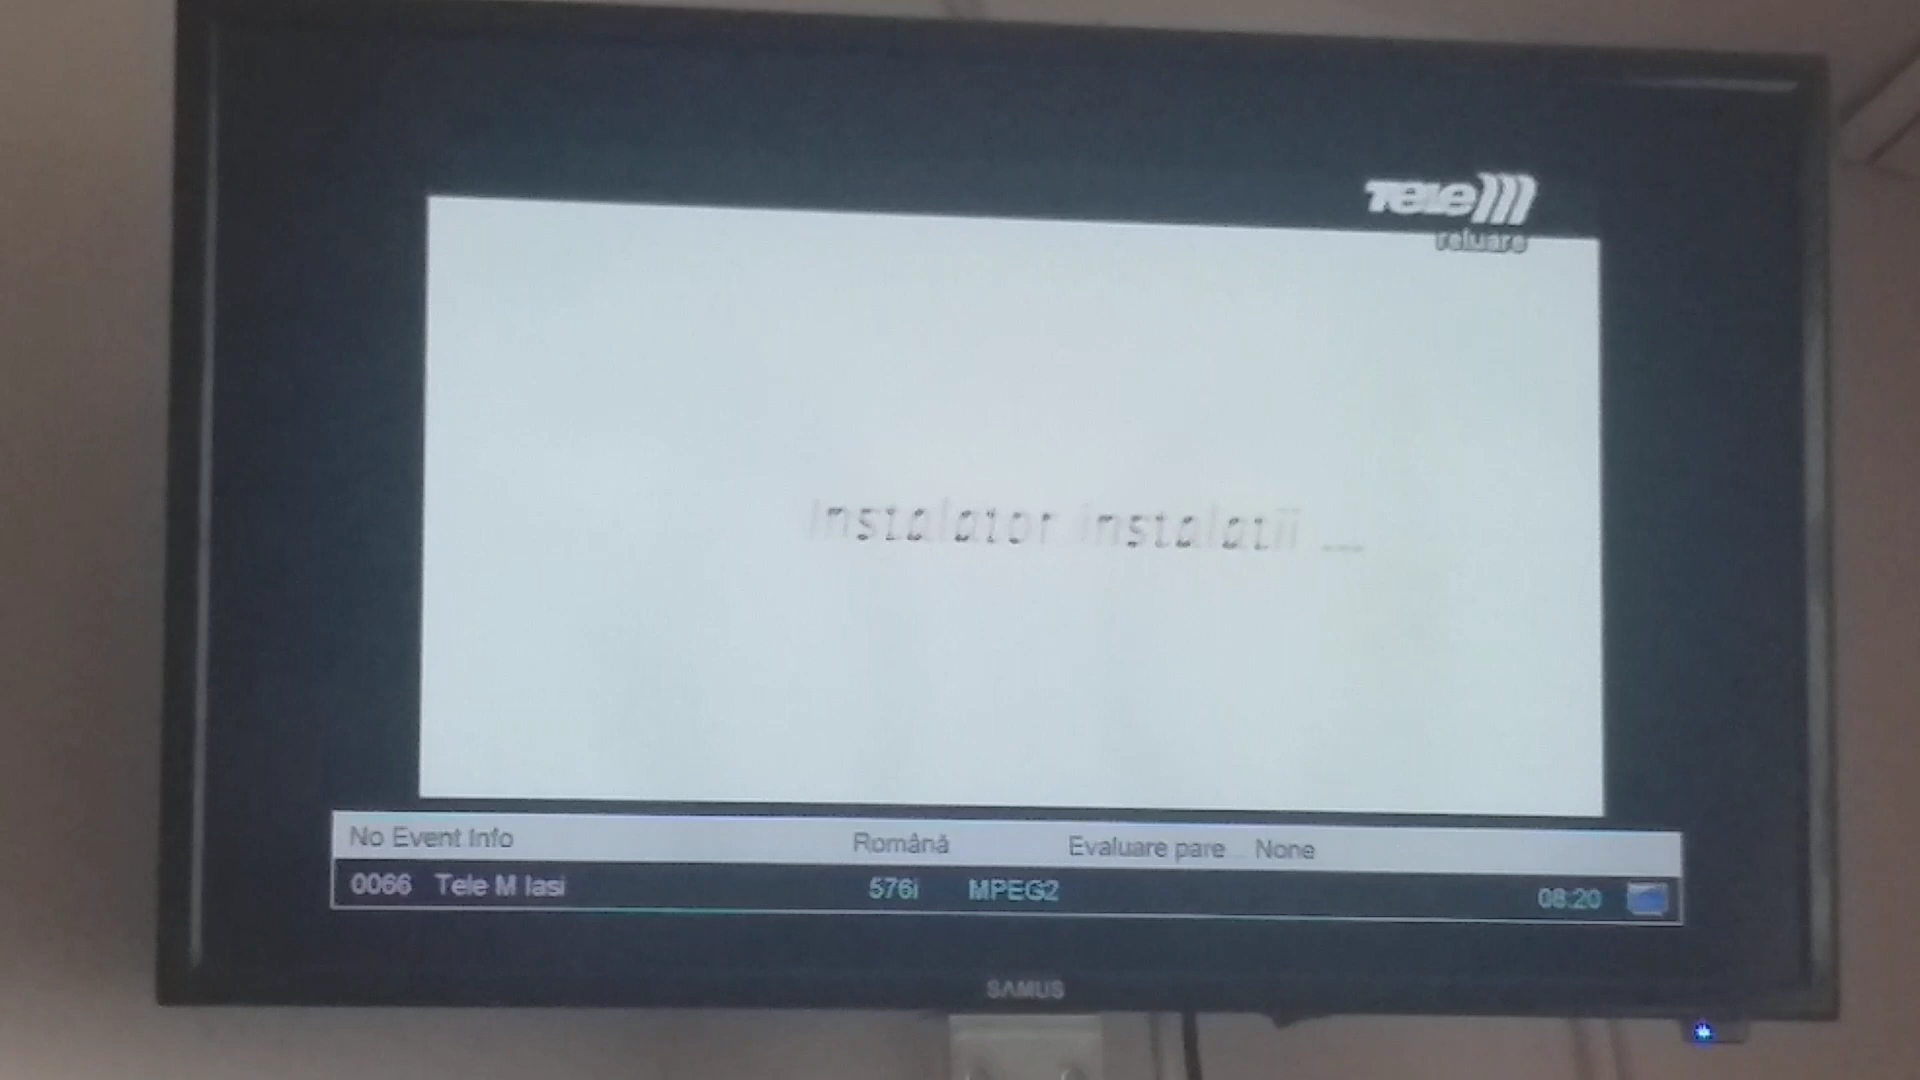 TELE M
reluare
Instalator instalatii ...
No Event Info Română Evaluare pare None
0066 Tele M Iasi 576i MPEG2 08:20
SAMUS